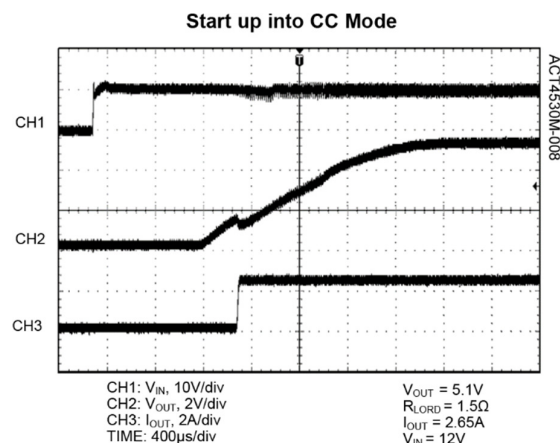 Start up into CC Mode
T
ACT4530M-008
CH1
CH2
CH3
CH1: VIN, 10V/div
CH2: VOUT, 2V/div
CH3: IOUT, 2A/div
TIME: 400µs/div
VOUT = 5.1V
RLORD = 1.5Ω
IOUT = 2.65A
VIN = 12V